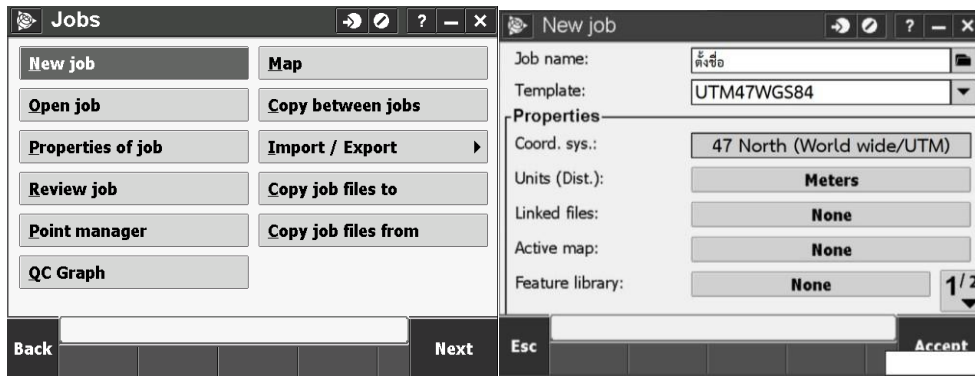 Jobs
? – ×
New job
Map
Open job
Copy between jobs
Properties of job
Import / Export
Review job
Copy job files to
Point manager
Copy job files from
QC Graph
Back
Next
New job
? – ×
Job name:
ตั้งชื่อ
Template:
UTM47WGS84
Properties
Coord. sys.:
47 North (World wide/UTM)
Units (Dist.):
Meters
Linked files:
None
Active map:
None
Feature library:
None
1/2
Esc
Accept